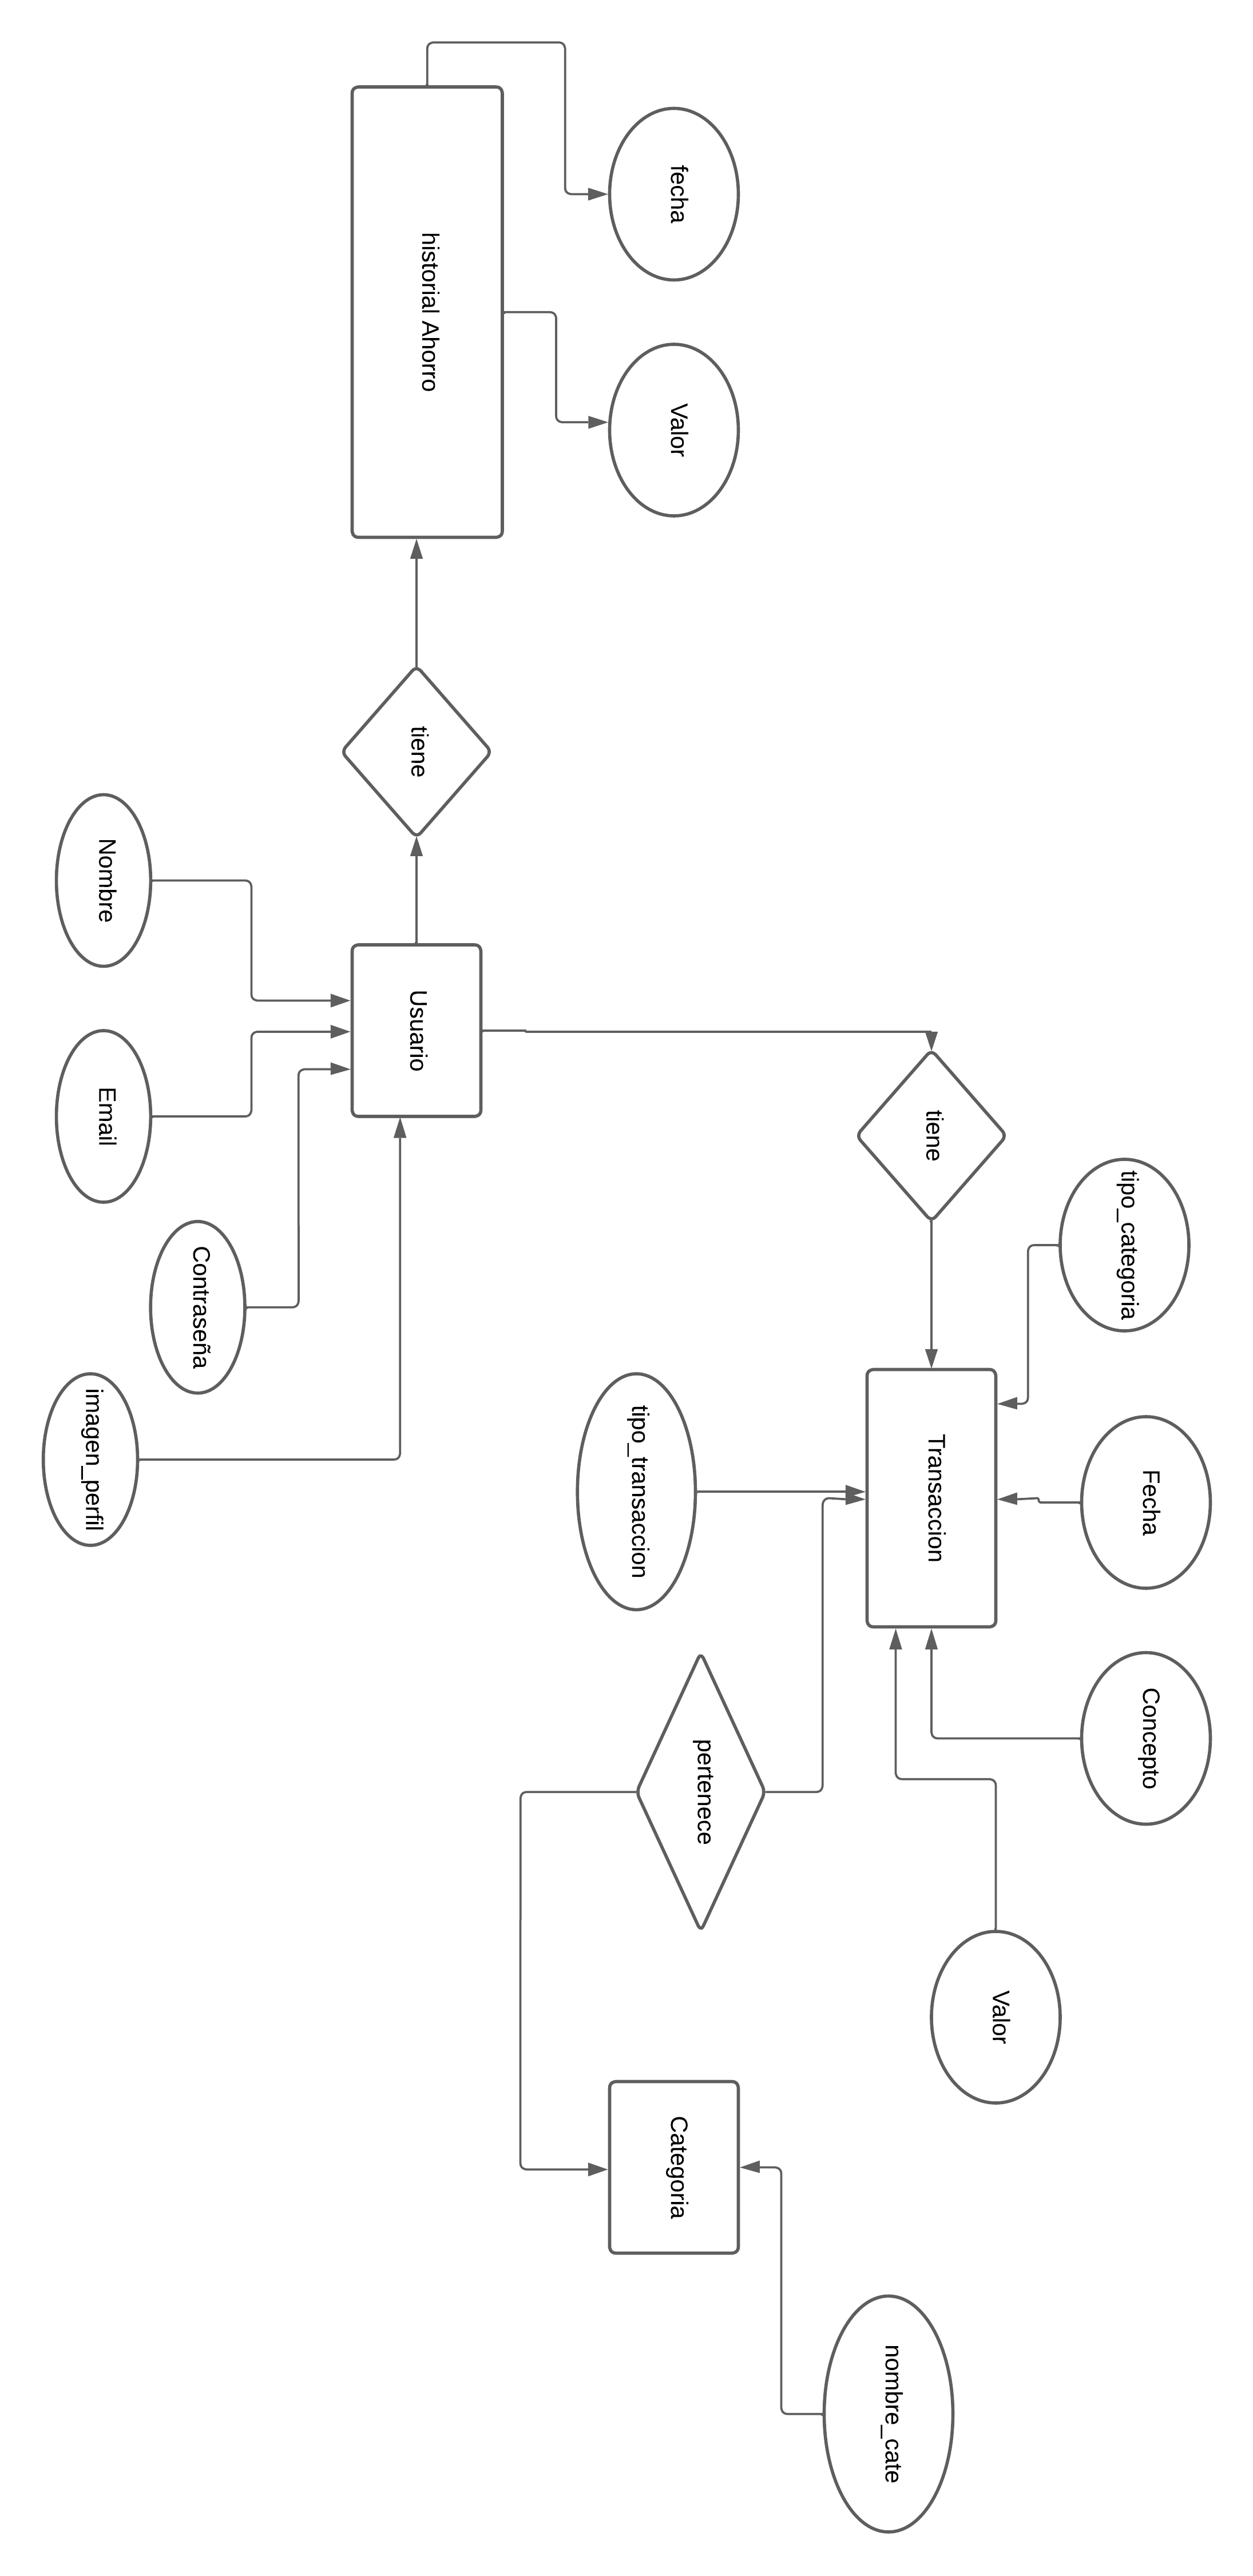 fecha
Valor
historial Ahorro
tiene
Nombre
Usuario
Email
tiene
Contraseña
imagen_perfil
tipo_categoria
Fecha
Transaccion
tipo_transaccion
Concepto
pertenece
Valor
Categoria
nombre_cate